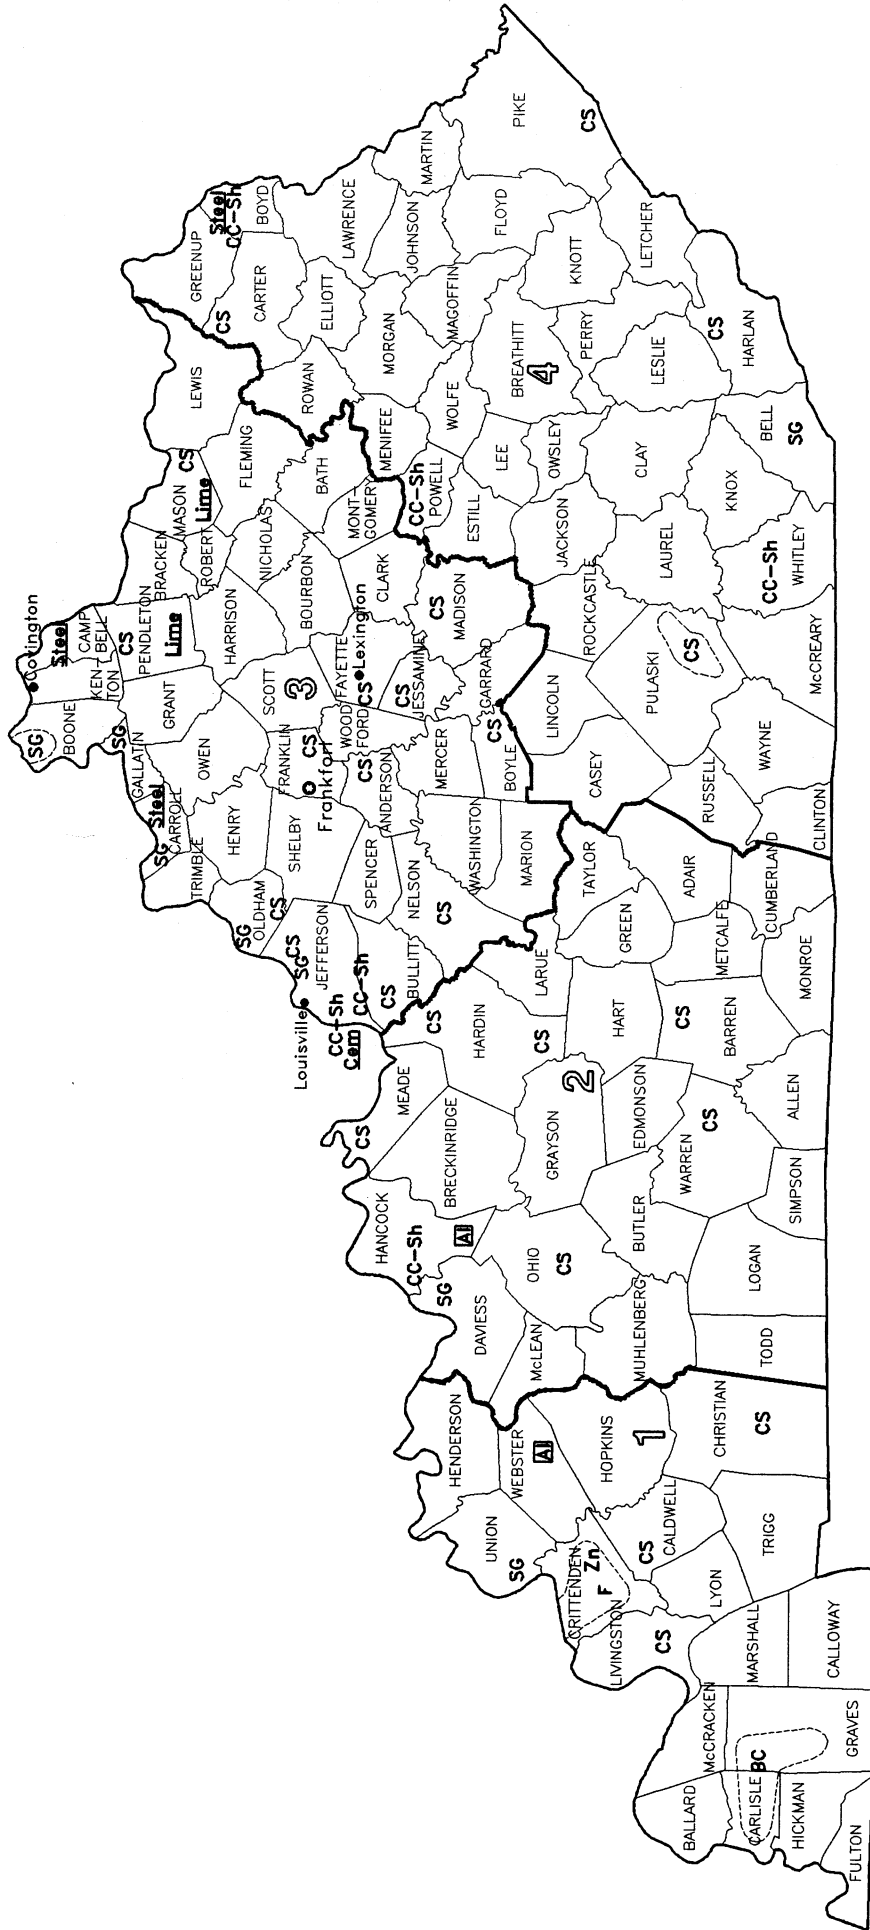 Covington
SG
BOONE
KEN-
TON
CAMP
BELL
Steel
SG
GALLATIN
Steel
CARROLL
SG
TRIMBLE
GRANT
CS
PENDLETON
Lime
BRACKEN
MASON
CS
Lime
ROBERT
LEWIS
GREENUP
Steel
CC-Sh
BOYD
CS
CARTER
OWEN
HENRY
OLDHAM
SG
CS
SHELBY
FRANKLIN
CS
Frankfort
SCOTT
3
HARRISON
NICHOLAS
FLEMING
BATH
ROWAN
ELLIOTT
LAWRENCE
BOURBON
MONT-
GOMERY
CLARK
MENIFEE
MORGAN
JOHNSON
MARTIN
Louisville
SG
CS
JEFFERSON
CC-Sh
Cem
CC-Sh
BULLITT
CS
SPENCER
NELSON
CS
ANDERSON
CS
WOOD
FORD
FAYETTE
CS
Lexington
JESSAMINE
CS
MERCER
WASHINGTON
MARION
BOYLE
CS
GARRARD
MADISON
CS
CC-Sh
POWELL
ESTILL
WOLFE
MAGOFFIN
FLOYD
PIKE
CS
LEE
BREATHITT
4
KNOTT
LETCHER
PERRY
OWSLEY
JACKSON
CLAY
LESLIE
CS
HARLAN
BELL
SG
KNOX
LAUREL
ROCKCASTLE
LINCOLN
CASEY
PULASKI
CS
CC-Sh
WHITLEY
McCREARY
WAYNE
RUSSELL
CLINTON
CS
MEADE
HARDIN
CS
CS
LARUE
TAYLOR
GREEN
ADAIR
CUMBERLAND
METCALFE
MONROE
HART
CS
BARREN
BRECKINRIDGE
GRAYSON
2
EDMONSON
WARREN
CS
ALLEN
SIMPSON
HANCOCK
CC-Sh
Al
SG
DAVIESS
OHIO
CS
BUTLER
LOGAN
McLEAN
MUHLENBERG
TODD
HENDERSON
WEBSTER
Al
HOPKINS
1
CHRISTIAN
CS
UNION
SG
CRITTENDEN
Zn
F
CALDWELL
CS
TRIGG
LYON
LIVINGSTON
CS
MARSHALL
CALLOWAY
McCRACKEN
GRAVES
BALLARD
CARLISLE
BC
HICKMAN
FULTON